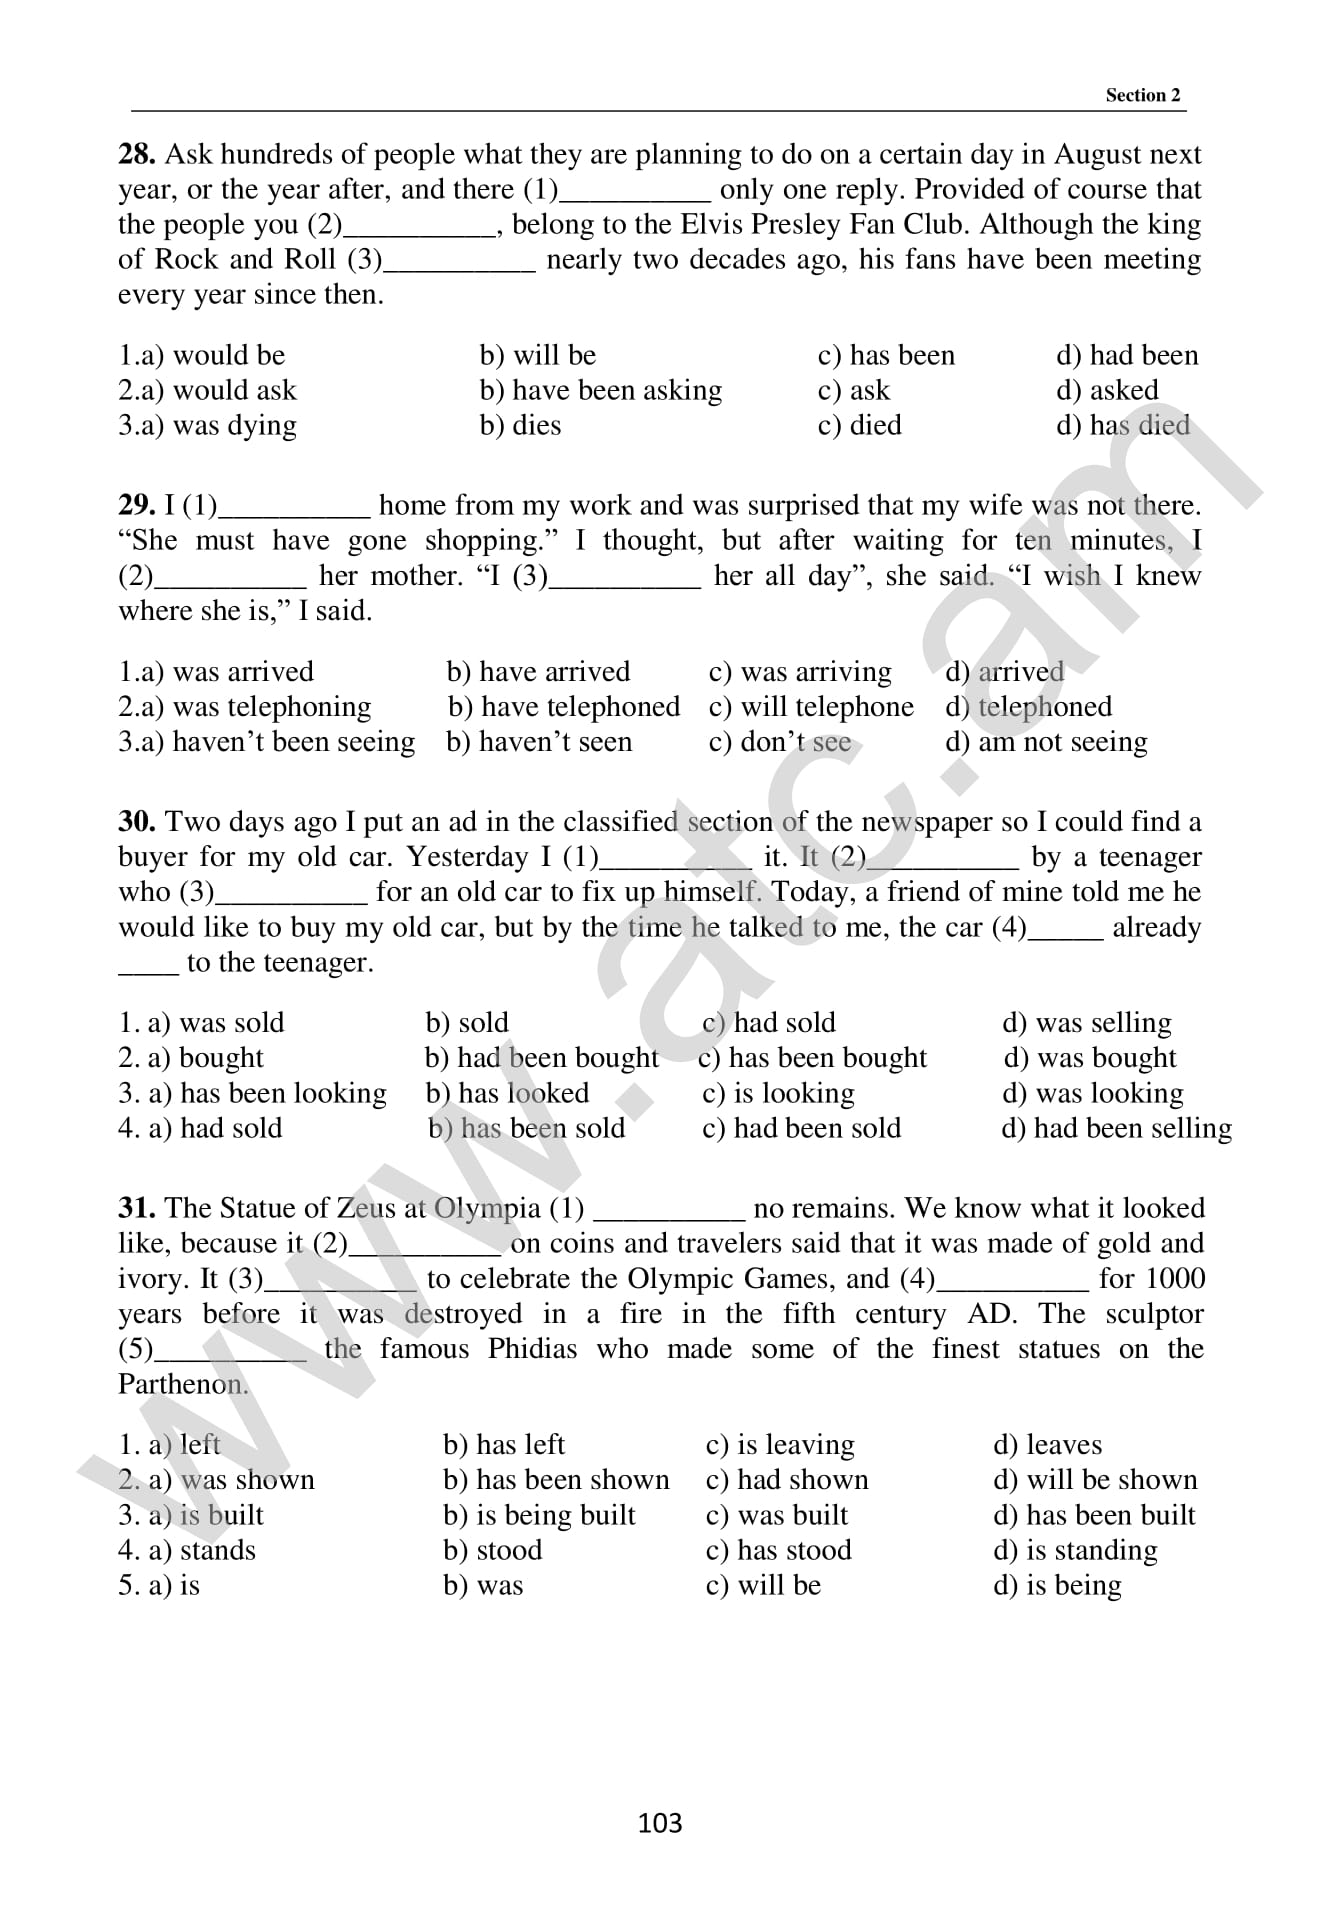 Section 2
28. Ask hundreds of people what they are planning to do on a certain day in August next
year, or the year after, and there (1)__________ only one reply. Provided of course that
the people you (2)__________, belong to the Elvis Presley Fan Club. Although the king
of Rock and Roll (3)__________ nearly two decades ago, his fans have been meeting
every year since then.
1.a) would be b) will be c) has been d) had been
2.a) would ask b) have been asking c) ask d) asked
3.a) was dying b) dies c) died d) has died
29. I (1)__________ home from my work and was surprised that my wife was not there.
“She must have gone shopping.” I thought, but after waiting for ten minutes, I
(2)__________ her mother. “I (3)__________ her all day”, she said. “I wish I knew
where she is,” I said.
1.a) was arrived b) have arrived c) was arriving d) arrived
2.a) was telephoning b) have telephoned c) will telephone d) telephoned
3.a) haven’t been seeing b) haven’t seen c) don’t see d) am not seeing
30. Two days ago I put an ad in the classified section of the newspaper so I could find a
buyer for my old car. Yesterday I (1)__________ it. It (2)__________ by a teenager
who (3)__________ for an old car to fix up himself. Today, a friend of mine told me he
would like to buy my old car, but by the time he talked to me, the car (4)_____ already
____ to the teenager.
1. a) was sold b) sold c) had sold d) was selling
2. a) bought b) had been bought c) has been bought d) was bought
3. a) has been looking b) has looked c) is looking d) was looking
4. a) had sold b) has been sold c) had been sold d) had been selling
31. The Statue of Zeus at Olympia (1) __________ no remains. We know what it looked
like, because it (2)__________ on coins and travelers said that it was made of gold and
ivory. It (3)__________ to celebrate the Olympic Games, and (4)__________ for 1000
years before it was destroyed in a fire in the fifth century AD. The sculptor
(5)__________ the famous Phidias who made some of the finest statues on the
Parthenon.
1. a) left b) has left c) is leaving d) leaves
2. a) was shown b) has been shown c) had shown d) will be shown
3. a) is built b) is being built c) was built d) has been built
4. a) stands b) stood c) has stood d) is standing
5. a) is b) was c) will be d) is being
103
www.atc.am